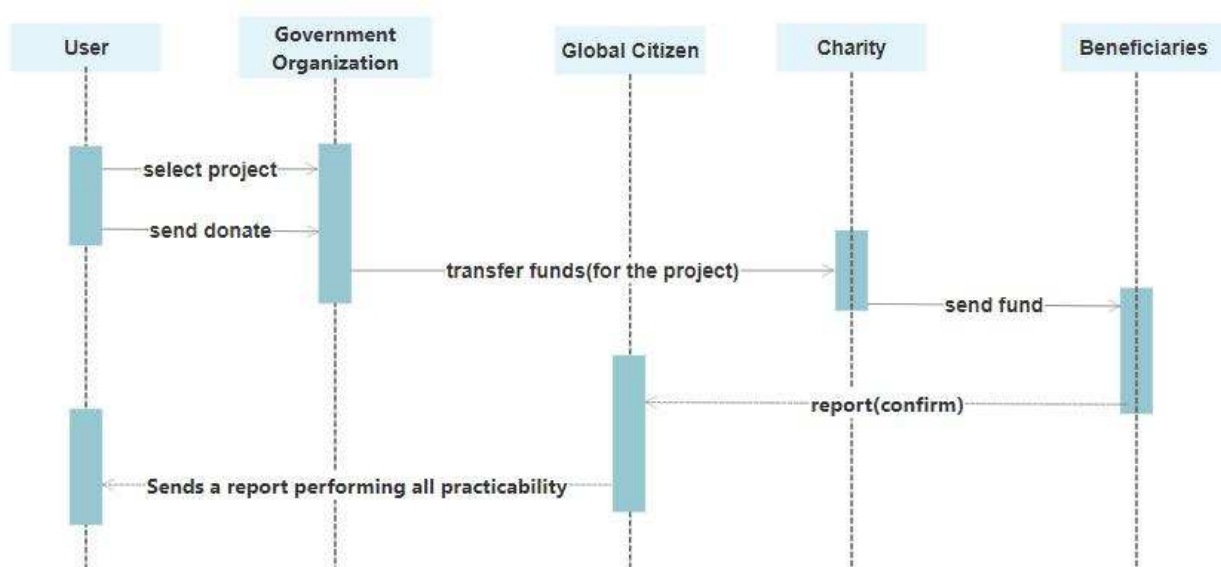 User
Government
Organization
Global Citizen
Charity
Beneficiaries
select project
send donate
transfer funds(for the project)
send fund
report(confirm)
Sends a report performing all practicability